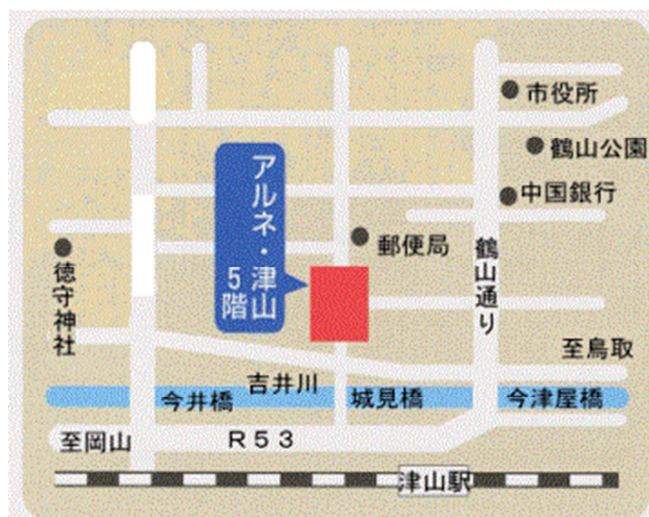 市役所
鶴山公園
中国銀行
アルネ・津山
5階
郵便局
鶴山通り
徳守神社
至鳥取
吉井川
今井橋
城見橋
今津屋橋
至岡山
R53
津山駅